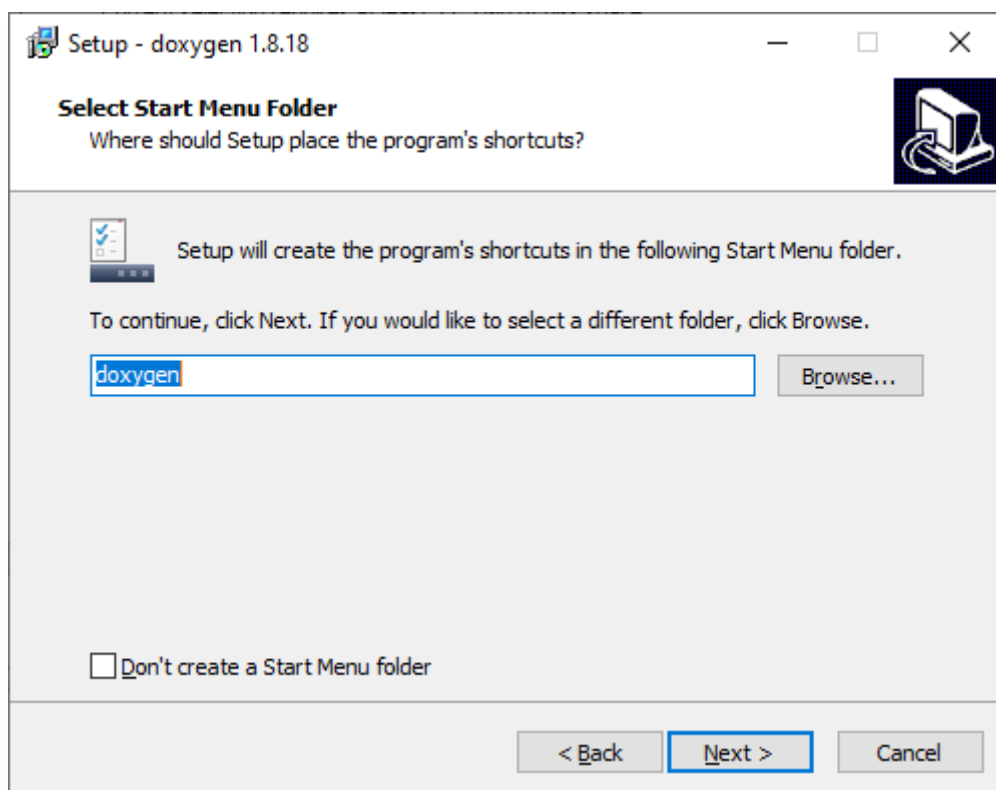 Setup - doxygen 1.8.18
Select Start Menu Folder
Where should Setup place the program's shortcuts?
Setup will create the program's shortcuts in the following Start Menu folder.
To continue, click Next. If you would like to select a different folder, click Browse.
doxygen
Browse...
Don't create a Start Menu folder
< Back
Next >
Cancel